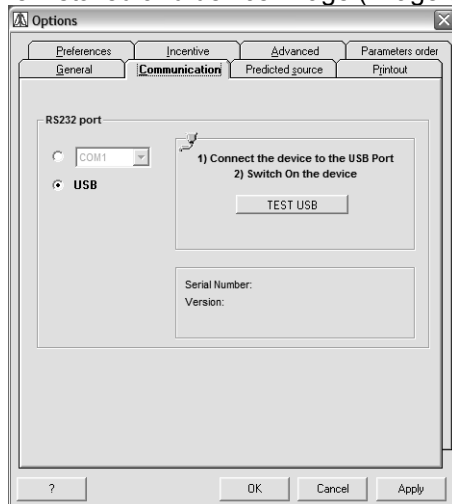 Options
Preferences Incentive Advanced Parameters order
General Communication Predicted source Printout
RS232 port
COM1
USB
1) Connect the device to the USB Port
2) Switch On the device
TEST USB
Serial Number:
Version:
? OK Cancel Apply